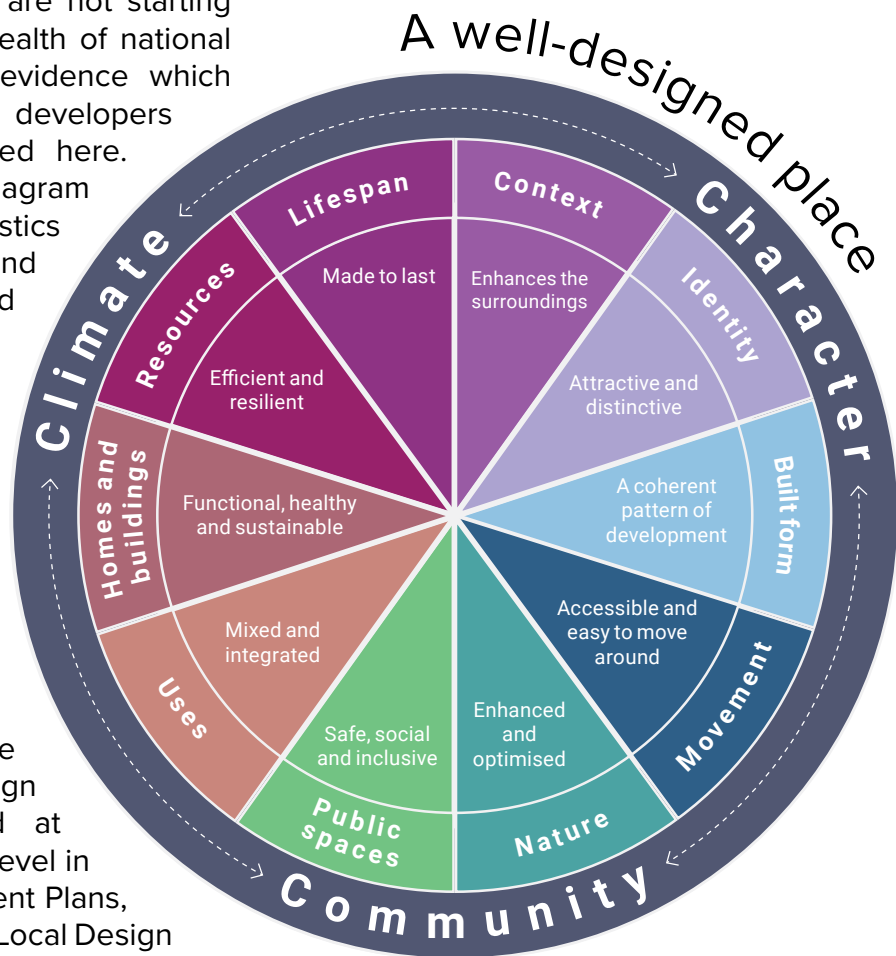 are not starting
ealth of national
evidence which
developers
ed here.
agram
stics
nd
d
A well-designed place
Climate
Character
Community
Context
Enhances the
surroundings
Identity
Attractive and
distinctive
Built form
A coherent
pattern of
development
Movement
Accessible and
easy to move
around
Nature
Enhanced
and
optimised
Public
spaces
Safe, social
and inclusive
Uses
Mixed and
integrated
Homes and
buildings
Functional, healthy
and sustainable
Resources
Efficient and
resilient
Lifespan
Made to last
e
gn
d at
evel in
ent Plans,
Local Design